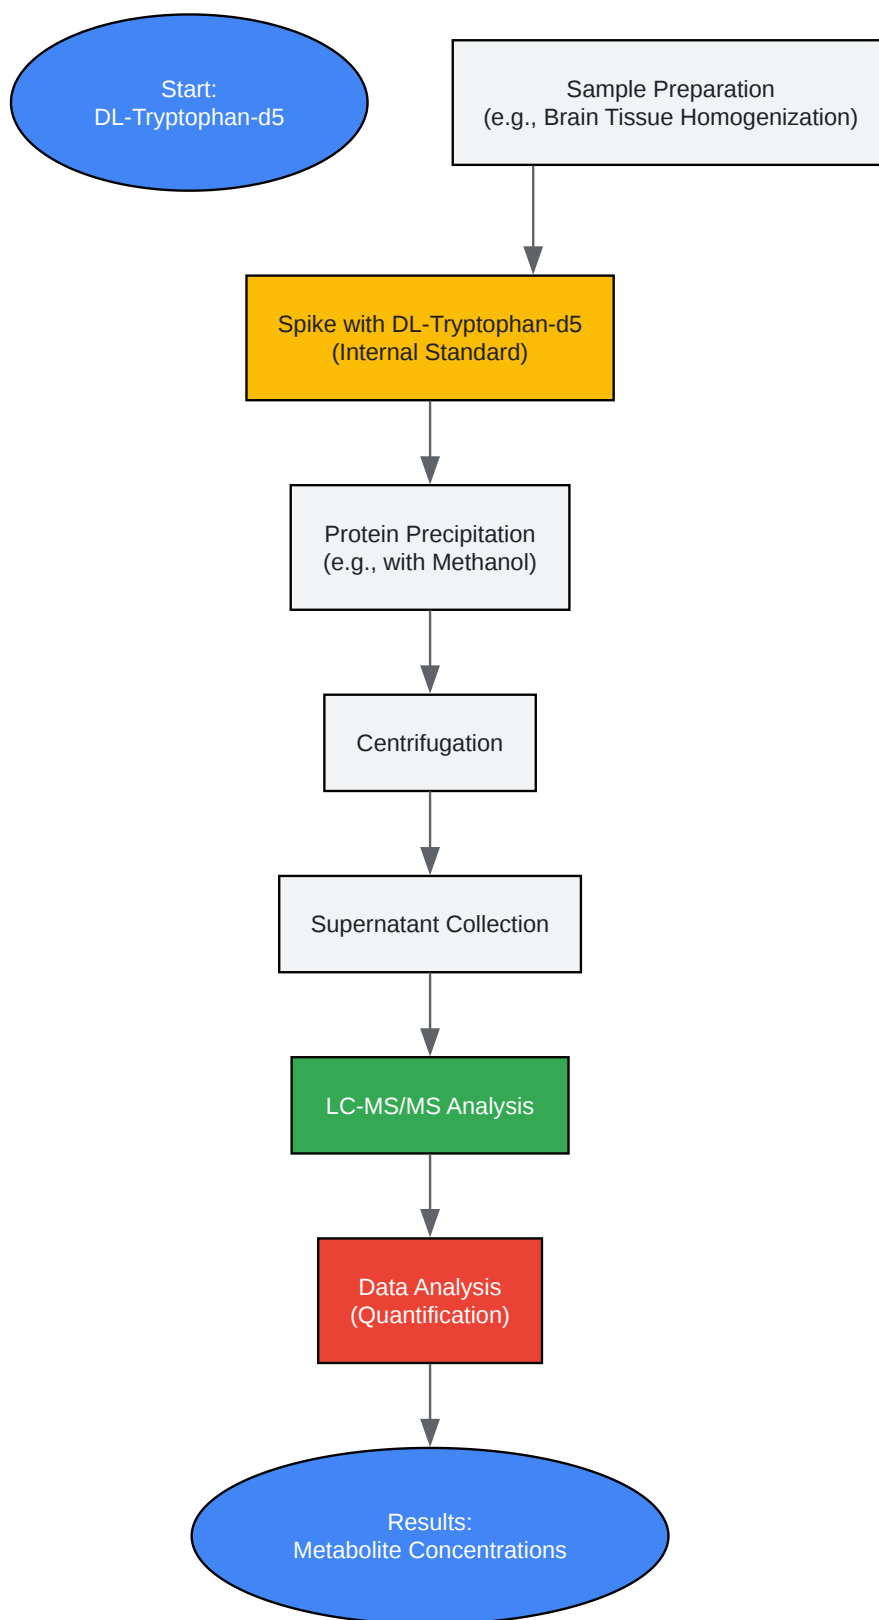 Start:
DL-Tryptophan-d5
Sample Preparation
(e.g., Brain Tissue Homogenization)
Spike with DL-Tryptophan-d5
(Internal Standard)
Protein Precipitation
(e.g., with Methanol)
Centrifugation
Supernatant Collection
LC-MS/MS Analysis
Data Analysis
(Quantification)
Results:
Metabolite Concentrations